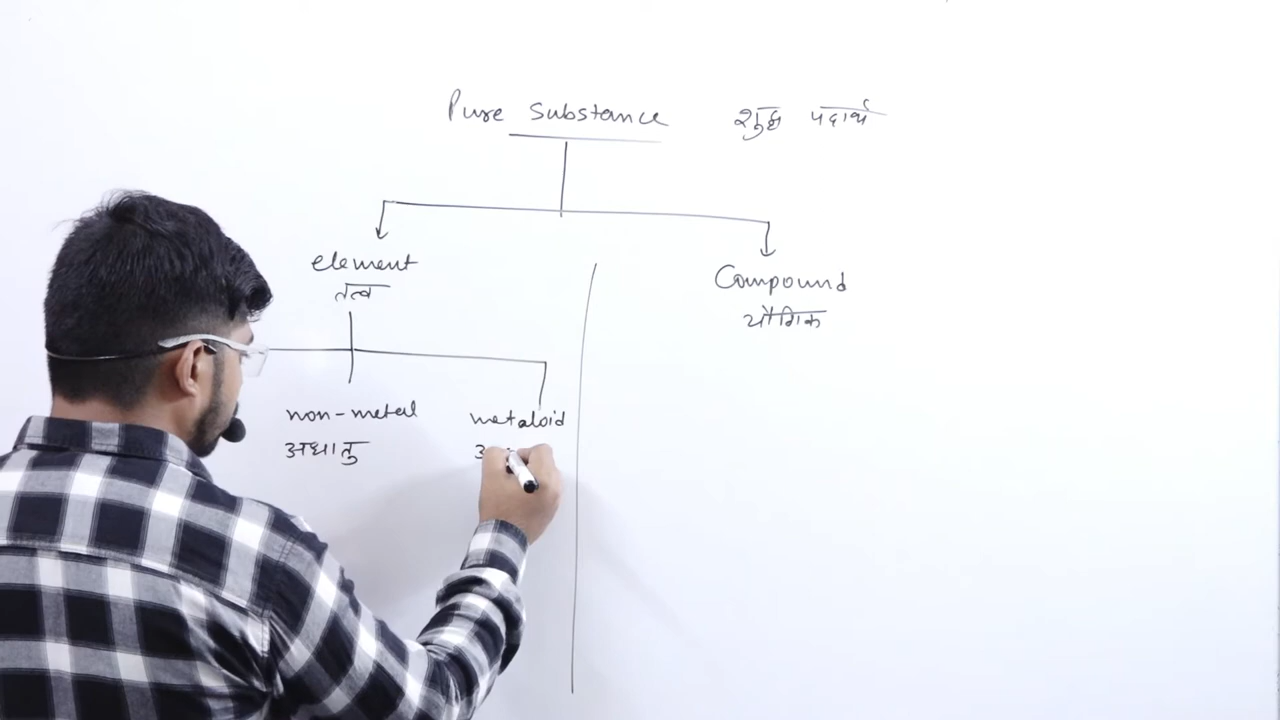 Pure Substance शुद्ध पदार्थ
element
तत्व
Compound
यौगिक
non-metal
अधातु
metaloid